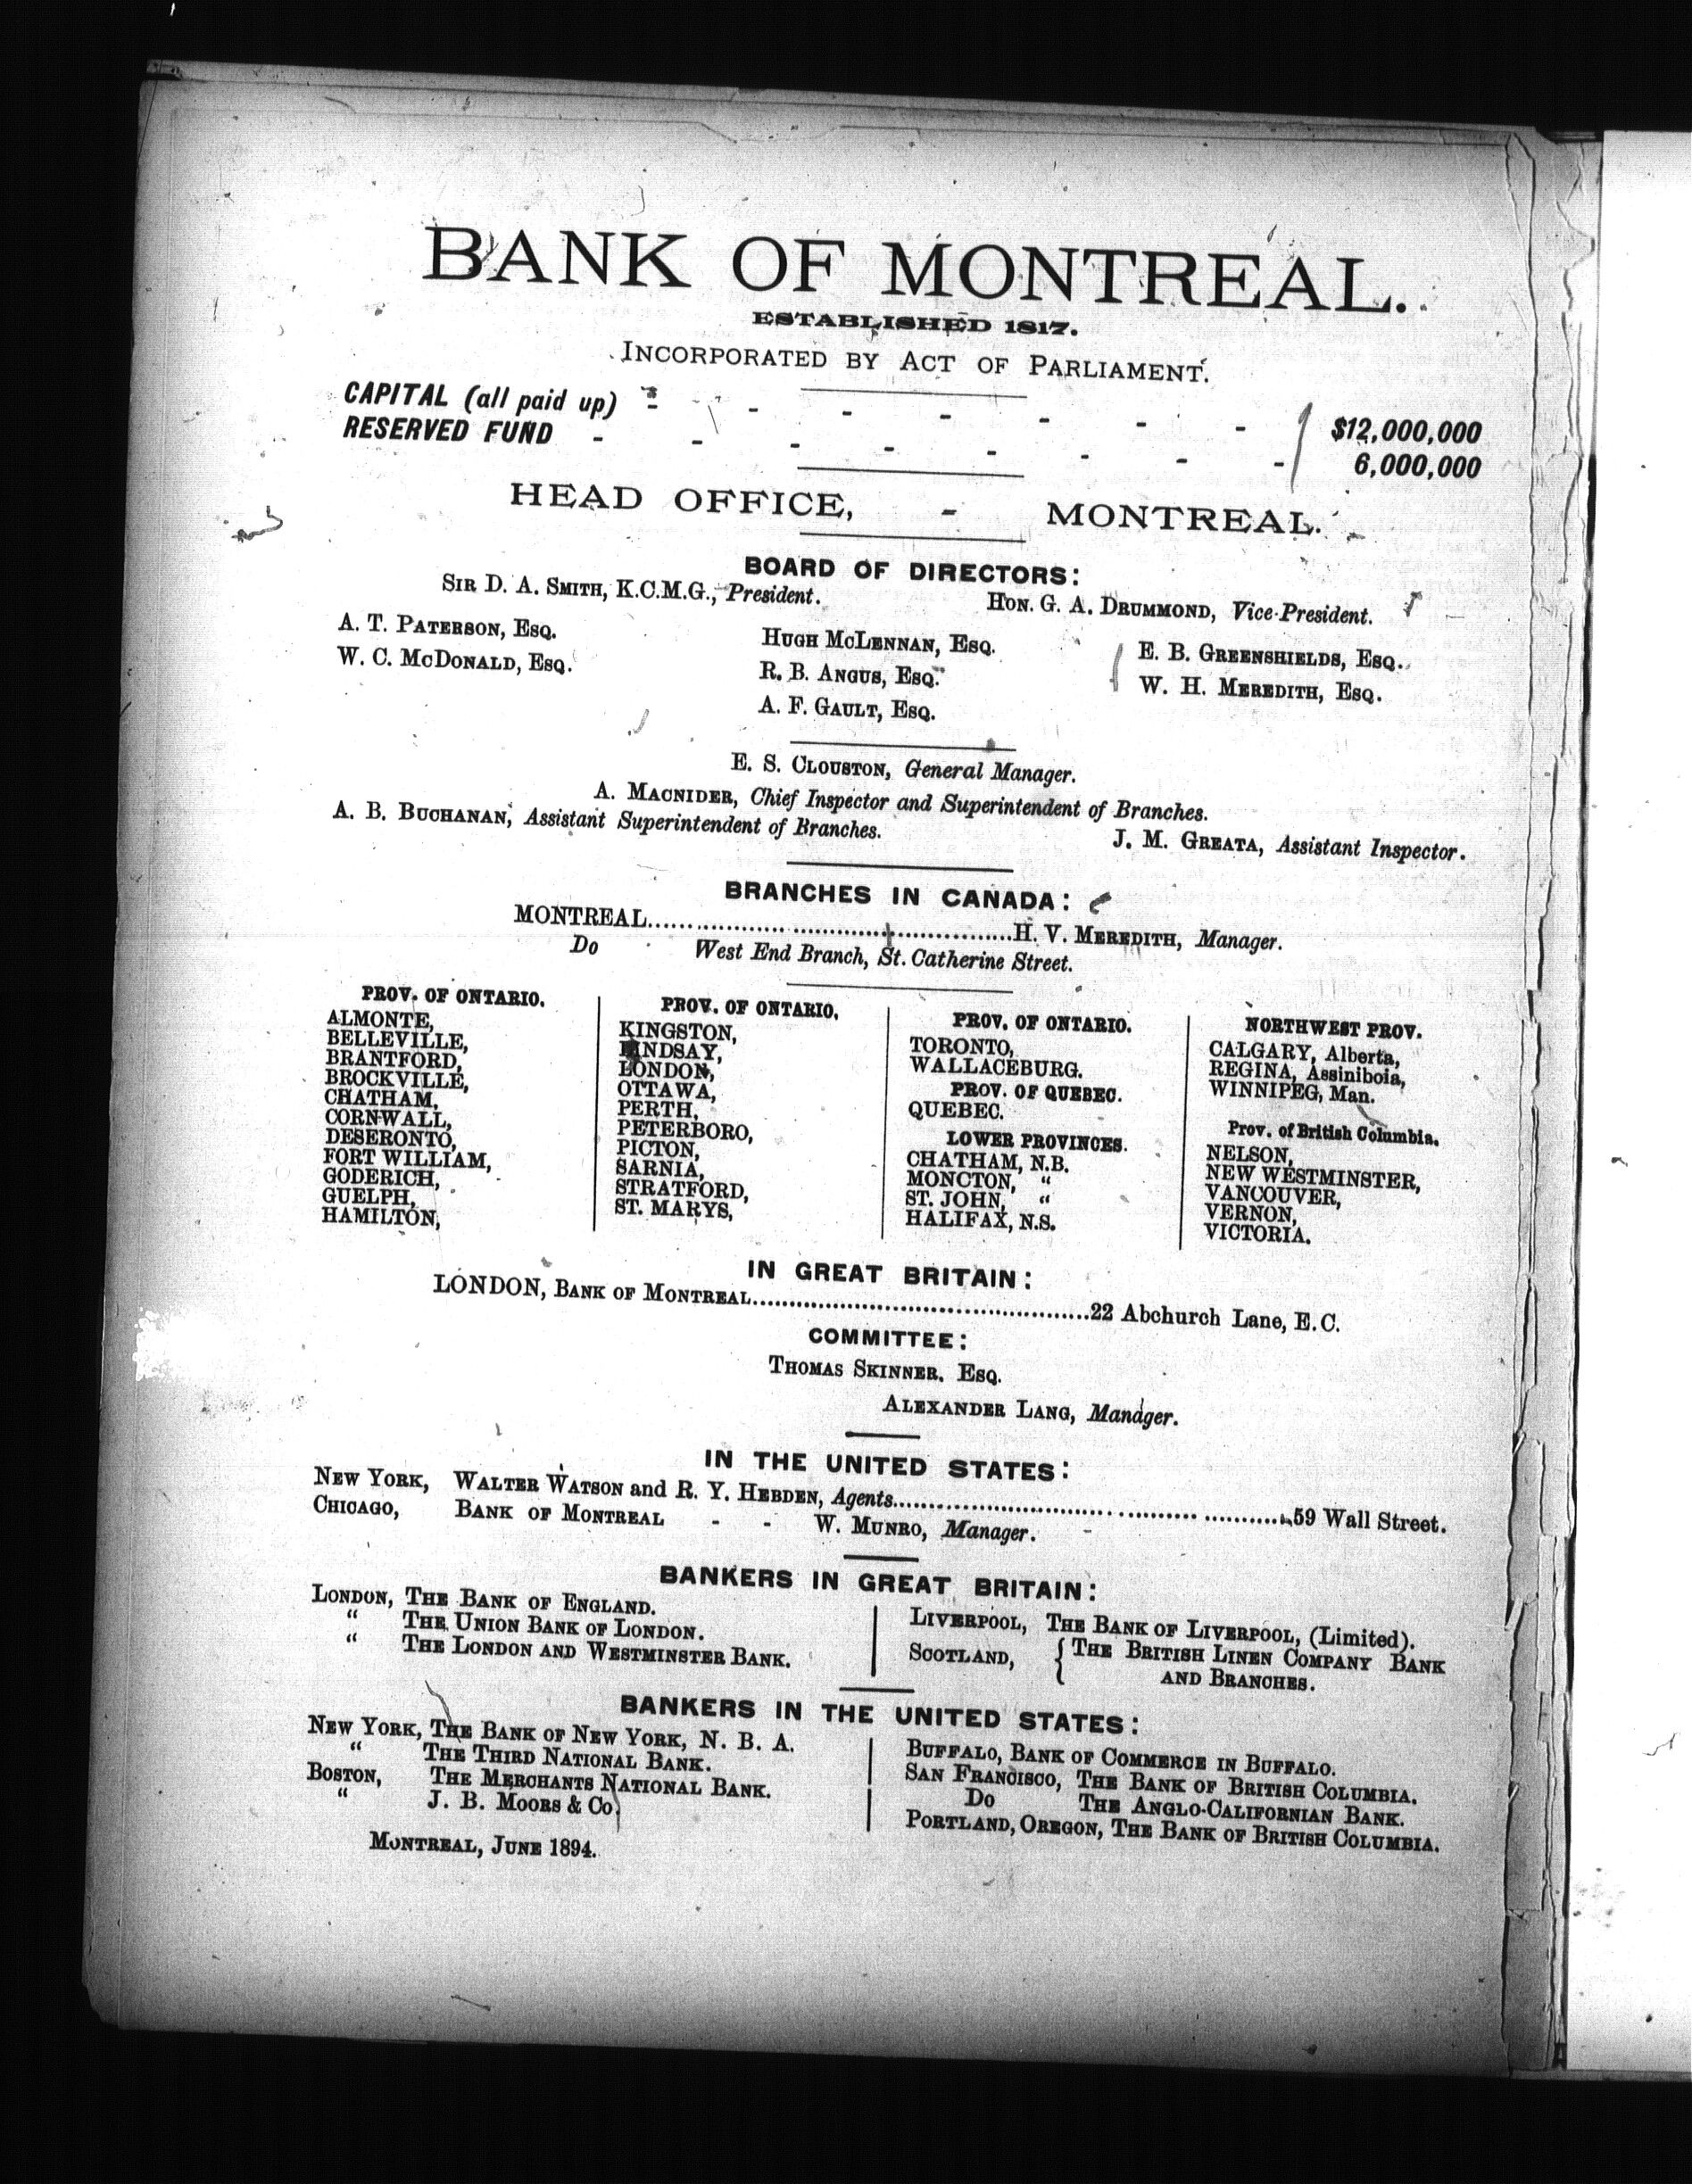 BANK OF MONTREAL.
ESTABLISHED 1817.
INCORPORATED BY ACT OF PARLIAMENT.
CAPITAL (all paid up) - - - - - - - $12,000,000
RESERVED FUND - - - - - - - - 6,000,000
HEAD OFFICE, - MONTREAL.
BOARD OF DIRECTORS:
SIR D. A. SMITH, K.C.M.G., President. HON. G. A. DRUMMOND, Vice-President.
A. T. PATERSON, ESQ. HUGH MCLENNAN, ESQ. E. B. GREENSHIELDS, ESQ.
W. C. MCDONALD, ESQ. R. B. ANGUS, ESQ. W. H. MEREDITH, ESQ.
A. F. GAULT, ESQ.
E. S. CLOUSTON, General Manager.
A. MACNIDER, Chief Inspector and Superintendent of Branches.
A. B. BUCHANAN, Assistant Superintendent of Branches. J. M. GREATA, Assistant Inspector.
BRANCHES IN CANADA:
MONTREAL..........H. V. MEREDITH, Manager.
Do West End Branch, St. Catherine Street.
PROV. OF ONTARIO.
ALMONTE,
BELLEVILLE,
BRANTFORD,
BROCKVILLE,
CHATHAM,
CORNWALL,
DESERONTO,
FORT WILLIAM,
GODERICH,
GUELPH,
HAMILTON,
PROV. OF ONTARIO.
KINGSTON,
LINDSAY,
LONDON,
OTTAWA,
PERTH,
PETERBORO,
PICTON,
SARNIA,
STRATFORD,
ST. MARYS,
PROV. OF ONTARIO.
TORONTO,
WALLACEBURG.
PROV. OF QUEBEC.
QUEBEC.
LOWER PROVINCES.
CHATHAM, N.B.
MONCTON, "
ST. JOHN, "
HALIFAX, N.S.
NORTHWEST PROV.
CALGARY, Alberta,
REGINA, Assiniboia,
WINNIPEG, Man.
Prov. of British Columbia.
NELSON,
NEW WESTMINSTER,
VANCOUVER,
VERNON,
VICTORIA.
IN GREAT BRITAIN:
LONDON, BANK OF MONTREAL..........22 Abchurch Lane, E.C.
COMMITTEE:
THOMAS SKINNER, ESQ.
ALEXANDER LANG, Manager.
IN THE UNITED STATES:
NEW YORK, WALTER WATSON and R. Y. HEBDEN, Agents..........59 Wall Street.
CHICAGO, BANK OF MONTREAL - - W. MUNRO, Manager.
BANKERS IN GREAT BRITAIN:
LONDON, THE BANK OF ENGLAND.
" THE UNION BANK OF LONDON.
" THE LONDON AND WESTMINSTER BANK.
LIVERPOOL, THE BANK OF LIVERPOOL, (Limited).
SCOTLAND, { THE BRITISH LINEN COMPANY BANK
AND BRANCHES.
BANKERS IN THE UNITED STATES:
NEW YORK, THE BANK OF NEW YORK, N. B. A.
" THE THIRD NATIONAL BANK.
BOSTON, THE MERCHANTS NATIONAL BANK.
" J. B. MOORS & CO.
BUFFALO, BANK OF COMMERCE IN BUFFALO.
SAN FRANCISCO, THE BANK OF BRITISH COLUMBIA.
Do THE ANGLO-CALIFORNIAN BANK.
PORTLAND, OREGON, THE BANK OF BRITISH COLUMBIA.
MONTREAL, JUNE 1894.